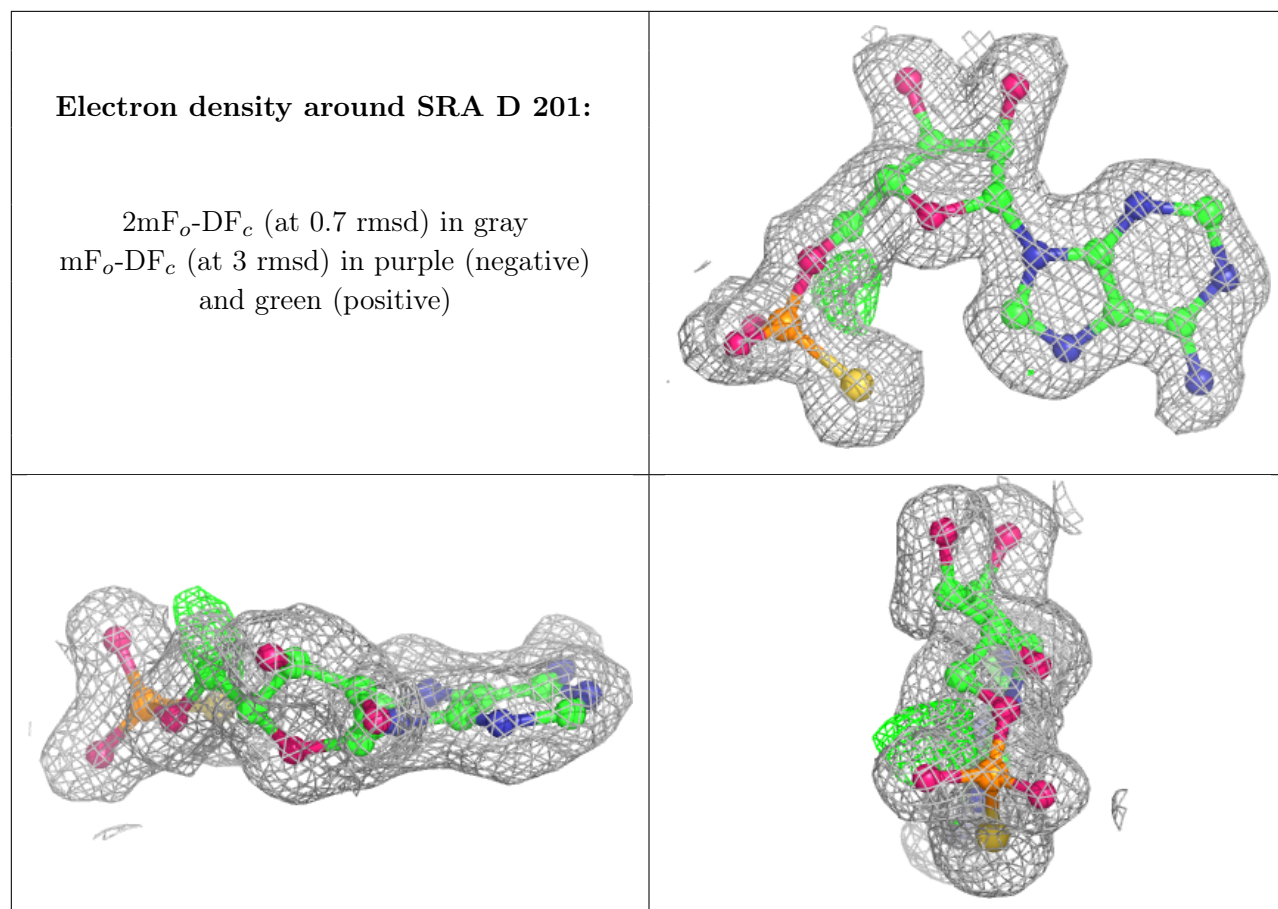 Electron density around SRA D 201:
2mFₒ-DF𝒸 (at 0.7 rmsd) in gray
mFₒ-DF𝒸 (at 3 rmsd) in purple (negative)
and green (positive)